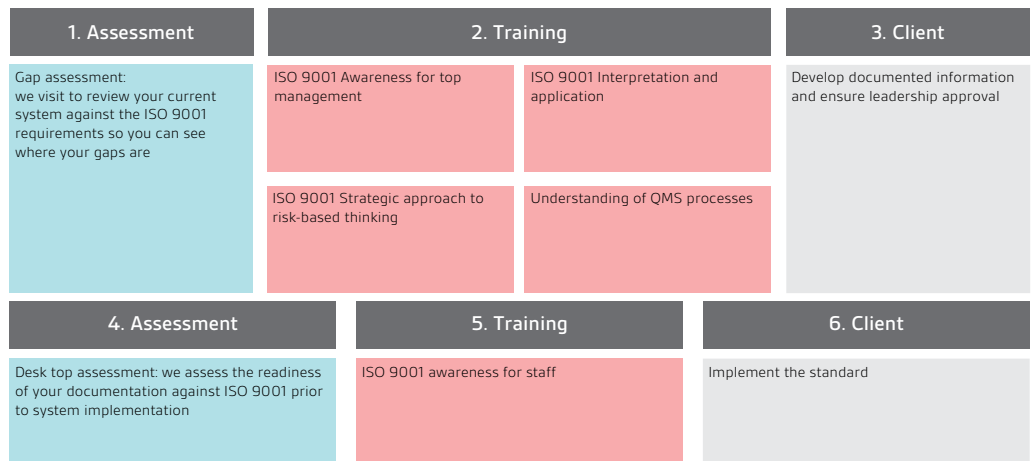 1. Assessment
Gap assessment:
we visit to review your current
system against the ISO 9001
requirements so you can see
where your gaps are
2. Training
ISO 9001 Awareness for top
management
ISO 9001 Interpretation and
application
ISO 9001 Strategic approach to
risk-based thinking
Understanding of QMS processes
3. Client
Develop documented information
and ensure leadership approval
4. Assessment
Desk top assessment: we assess the readiness
of your documentation against ISO 9001 prior
to system implementation
5. Training
ISO 9001 awareness for staff
6. Client
Implement the standard